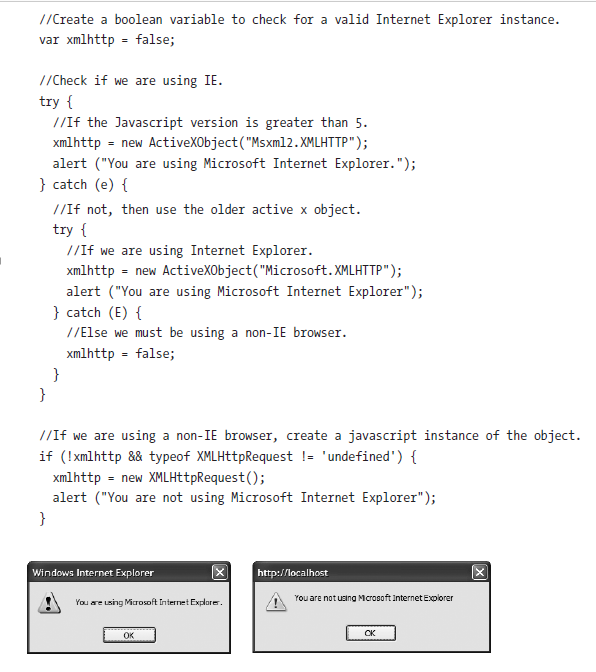 //Create a boolean variable to check for a valid Internet Explorer instance.
var xmlhttp = false;
//Check if we are using IE.
try {
//If the Javascript version is greater than 5.
xmlhttp = new ActiveXObject("Msxml2.XMLHTTP");
alert ("You are using Microsoft Internet Explorer.");
} catch (e) {
//If not, then use the older active x object.
try {
//If we are using Internet Explorer.
xmlhttp = new ActiveXObject("Microsoft.XMLHTTP");
alert ("You are using Microsoft Internet Explorer");
} catch (E) {
//Else we must be using a non-IE browser.
xmlhttp = false;
}
}
//If we are using a non-IE browser, create a javascript instance of the object.
if (!xmlhttp && typeof XMLHttpRequest != 'undefined') {
xmlhttp = new XMLHttpRequest();
alert ("You are not using Microsoft Internet Explorer");
}
Windows Internet Explorer
You are using Microsoft Internet Explorer.
OK
http://localhost
You are not using Microsoft Internet Explorer
OK